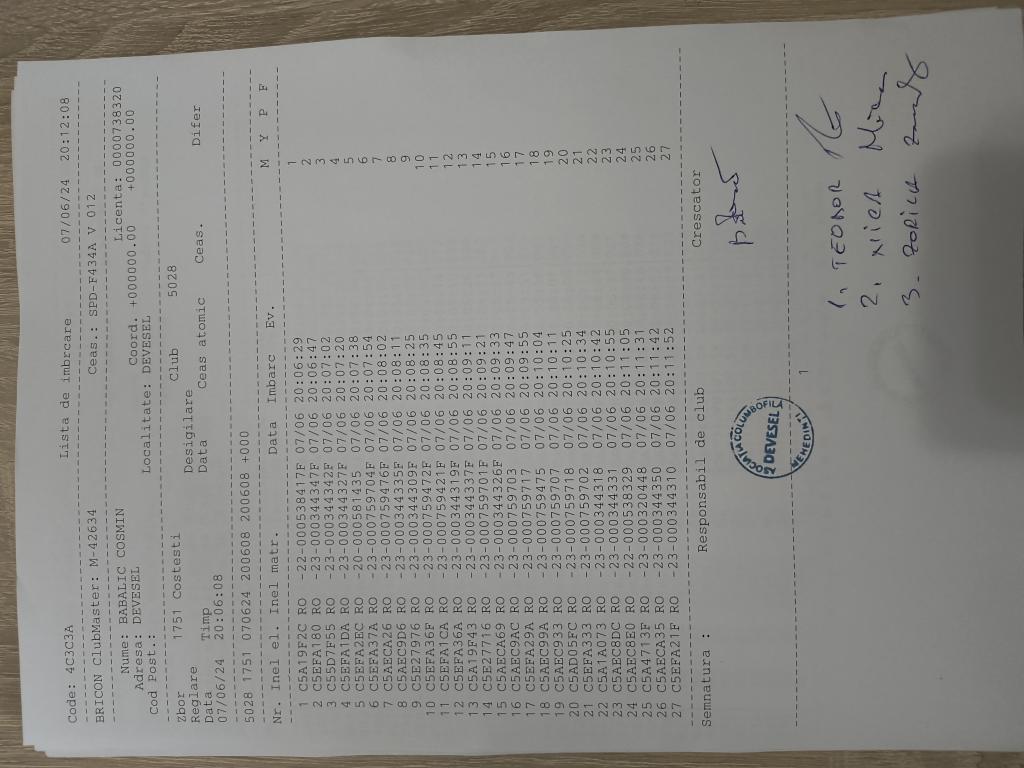 Code: 4C3C3A Lista de imbrcare 07/06/24 20:12:08
BRICON ClubMaster: M-42634 Ceas.: SPD-F434A V 012
Nume: BABALIC COSMIN Licenta: 0000738320
Adresa: DEVESEL Coord. +000000.00 +000000.00
Cod Post.: Localitate: DEVESEL
Zbor 1751 Costesti Club 5028
Reglare Desigilare
Data Timp Data Ceas atomic Ceas. Difer
07/06/24 20:06:08
5028 1751 070624 200608 200608 +000
Nr. Inel el. Inel matr. Data Imbarc Ev. M Y P F
1 C5A19F2C RO -22-000538417F 07/06 20:06:29 1
2 C5EFA180 RO -23-000344347F 07/06 20:06:47 2
3 C55D7F55 RO -23-000344342F 07/06 20:07:02 3
4 C5EFA1DA RO -23-000344327F 07/06 20:07:20 4
5 C5EFA2EC RO -20-000581435 07/06 20:07:38 5
6 C5EFA37A RO -23-000759704F 07/06 20:07:54 6
7 C5AECA26 RO -23-000759476F 07/06 20:08:02 7
8 C5AEC9D6 RO -23-000344335F 07/06 20:08:11 8
9 C5E27976 RO -23-000344309F 07/06 20:08:25 9
10 C5EFA36F RO -23-000759472F 07/06 20:08:35 10
11 C5EFA1CA RO -23-000759421F 07/06 20:08:45 11
12 C5EFA36A RO -23-000344319F 07/06 20:08:55 12
13 C5A19F43 RO -23-000344337F 07/06 20:09:11 13
14 C5E27716 RO -23-000759701F 07/06 20:09:21 14
15 C5AECA69 RO -23-000344326F 07/06 20:09:33 15
16 C5AEC9AC RO -23-000759703 07/06 20:09:47 16
17 C5EFA29A RO -23-000759717 07/06 20:09:55 17
18 C5AEC99A RO -23-000759475 07/06 20:10:04 18
19 C5AEC933 RO -23-000759707 07/06 20:10:11 19
20 C5AD05FC RO -23-000759718 07/06 20:10:25 20
21 C5EFA333 RO -23-000759702 07/06 20:10:34 21
22 C5A1A073 RO -23-000344318 07/06 20:10:42 22
23 C5AEC8DC RO -23-000344331 07/06 20:10:55 23
24 C5AEC8E0 RO -22-000538329 07/06 20:11:05 24
25 C5A4713F RO -23-000320448 07/06 20:11:31 25
26 C5AECA35 RO -23-000344350 07/06 20:11:42 26
27 C5EFA21F RO -23-000344310 07/06 20:11:52 27
Semnatura : Responsabil de club Crescator
DEVESEL
MEHEDINTI
1
1. TEODOR
2. NICA
3. DORICA